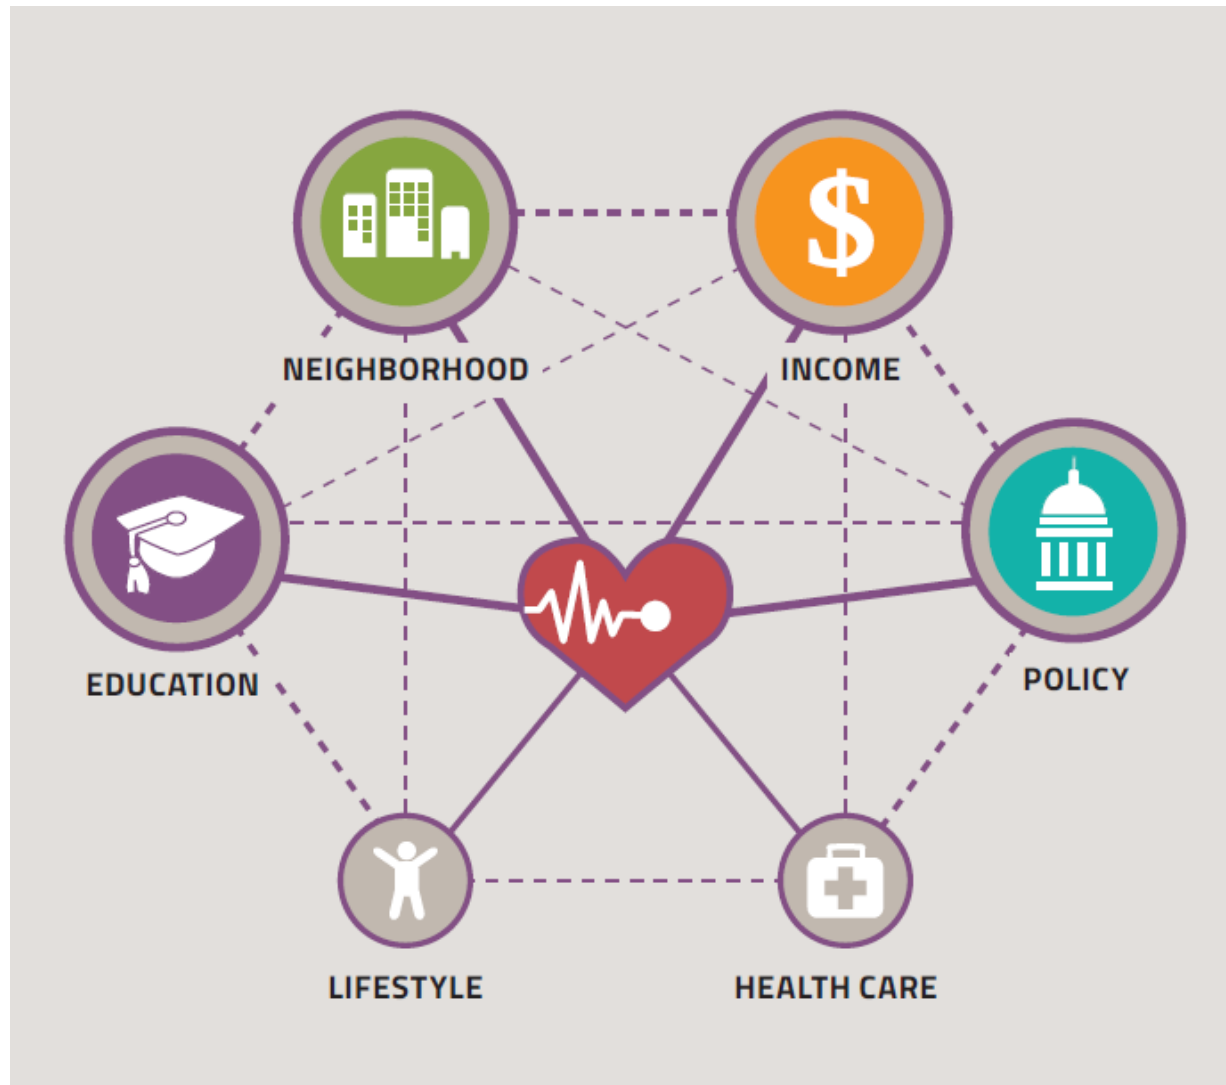 $
NEIGHBORHOOD
INCOME
EDUCATION
POLICY
LIFESTYLE
HEALTH CARE